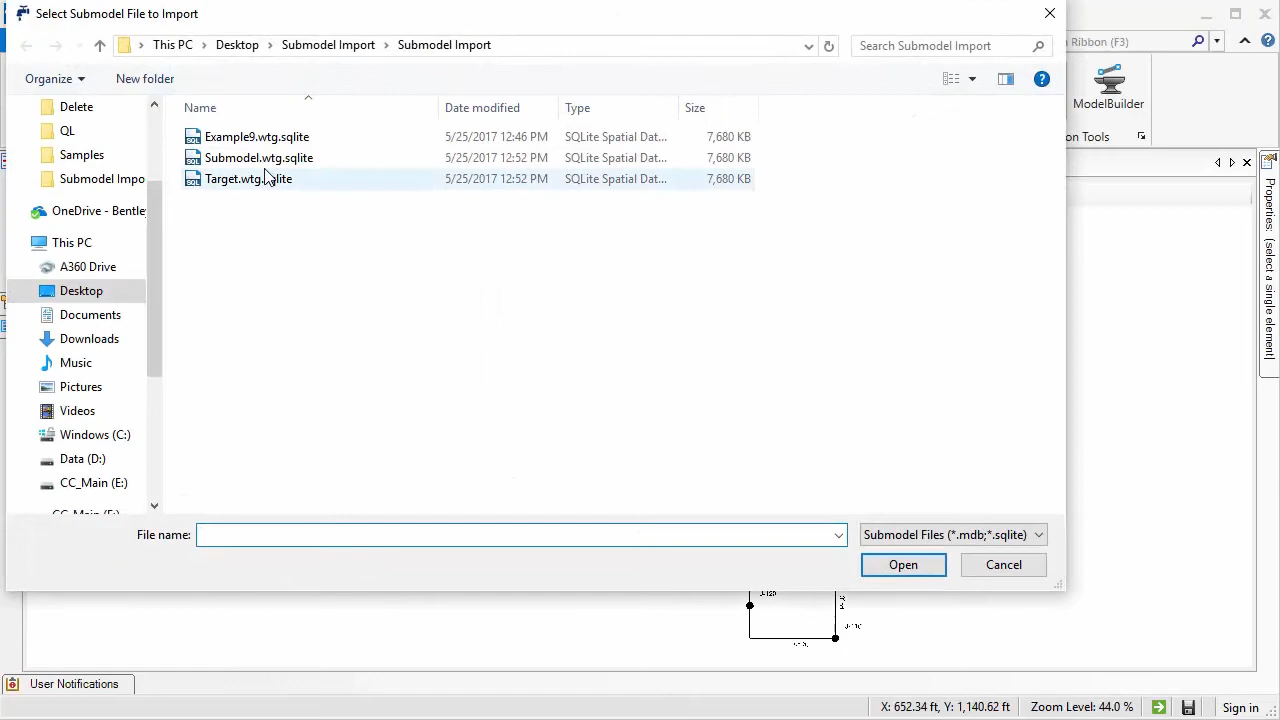 Select Submodel File to Import
This PC
Desktop
Submodel Import
Submodel Import
Search Submodel Import
Ribbon (F3)
Organize
New folder
ModelBuilder
on Tools
Name
Date modified
Type
Size
Example9.wtg.sqlite
5/25/2017 12:46 PM
SQLite Spatial Dat...
7,680 KB
Submodel.wtg.sqlite
5/25/2017 12:52 PM
SQLite Spatial Dat...
7,680 KB
Target.wtg.sqlite
5/25/2017 12:52 PM
SQLite Spatial Dat...
7,680 KB
Delete
QL
Samples
Submodel Impo
OneDrive - Bentley
This PC
A360 Drive
Desktop
Documents
Downloads
Music
Pictures
Videos
Windows (C:)
Data (D:)
CC_Main (E:)
CC_Main (E:)
Properties: (select a single element)
File name:
Submodel Files (*.mdb;*.sqlite)
Open
Cancel
User Notifications
X: 652.34 ft, Y: 1,140.62 ft
Zoom Level: 44.0 %
Sign in